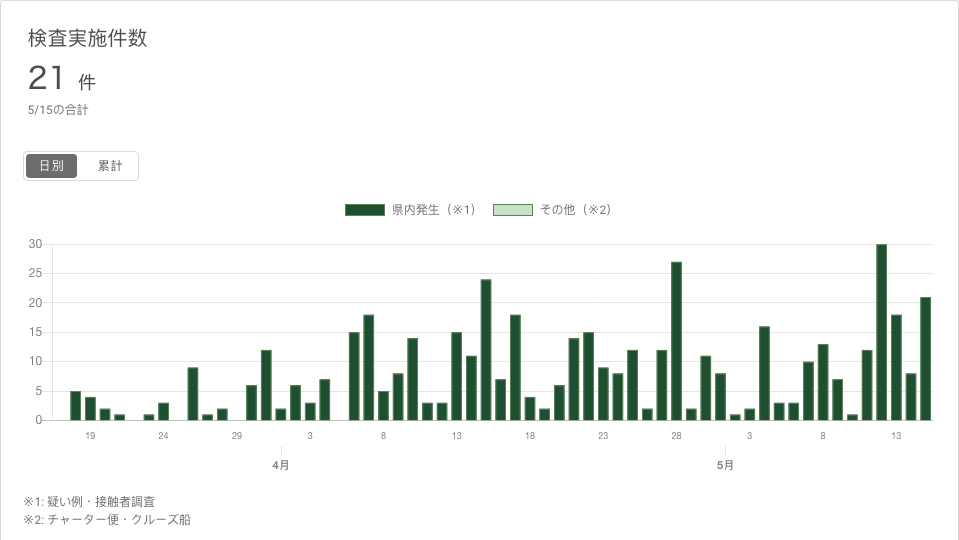 検査実施件数
21 件
5/15の合計
日別 累計
県内発生（※1） その他（※2）
30
25
20
15
10
5
0
19 24 29 3 8 13 18 23 28 3 8 13
4月 5月
※1: 疑い例・接触者調査
※2: チャーター便・クルーズ船